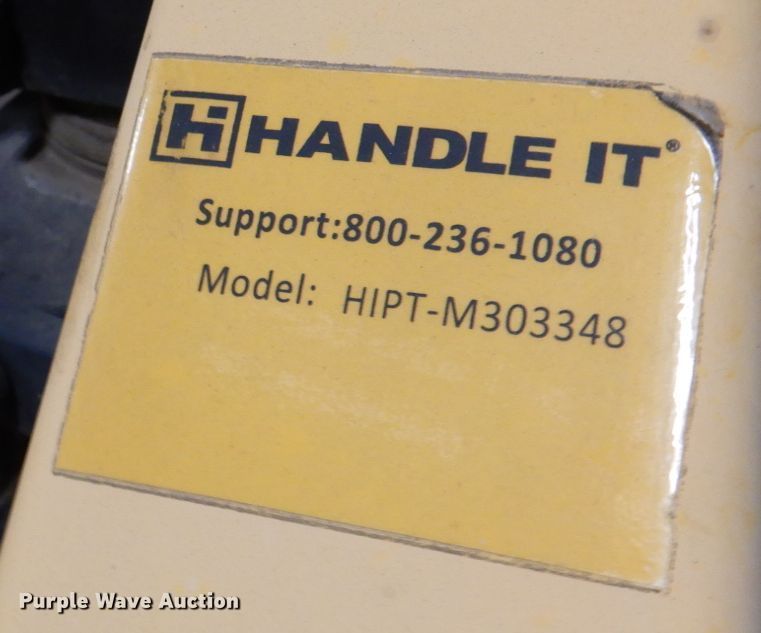 Hi HANDLE IT®
Support:800-236-1080
Model: HIPT-M303348
Purple Wave Auction